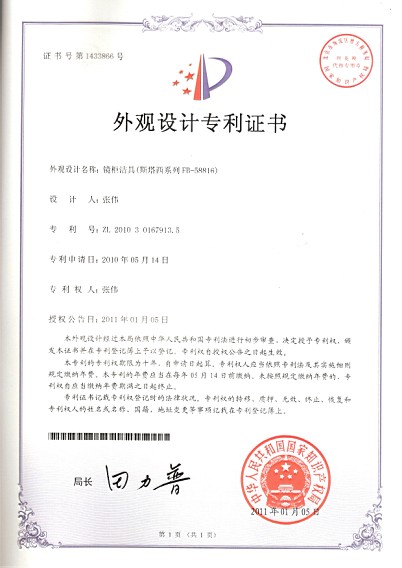 证书号第1433866号
外观设计专利证书
外观设计名称：镜柜洁具(斯塔西系列FB-58816)
设 计 人：张伟
专 利 号：ZL 2010 3 0167913.5
专利申请日：2010年05月14日
专利权人：张伟
授权公告日：2011年01月05日
本外观设计经过本局依照中华人民共和国专利法进行初步审查，决定授予专利权，颁
发本证书并在专利登记簿上予以登记。专利权自授权公告之日起生效。
本专利的专利权期限为十年，自申请日起算。专利权人应当依照专利法及其实施细则
规定缴纳年费。本专利的年费应当在每年05月14日前缴纳。未按照规定缴纳年费的，专
利权自应当缴纳年费期满之日起终止。
专利证书记载专利权登记时的法律状况。专利权的转移、质押、无效、终止、恢复和
专利权人的姓名或名称、国籍、地址变更等事项记载在专利登记簿上。
局长 田力普
中华人民共和国国家知识产权局
2011年01月05日
第1页（共1页）